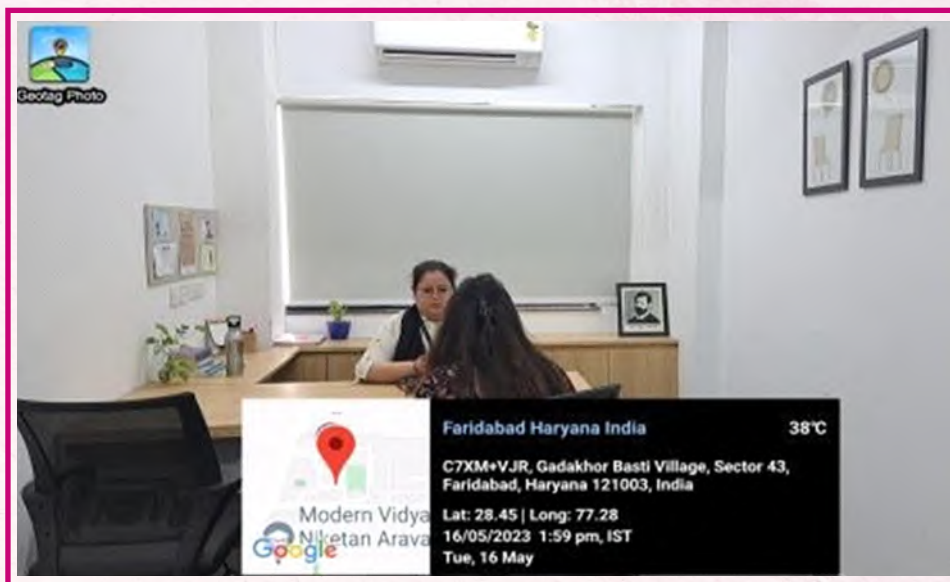 Geotag Photo
Faridabad Haryana India
38°C
C7XM+VJR, Gadakhor Basti Village, Sector 43,
Faridabad, Haryana 121003, India
Lat: 28.45 | Long: 77.28
16/05/2023 1:59 pm, IST
Tue, 16 May
Modern Vidya
Niketan Arava
Google